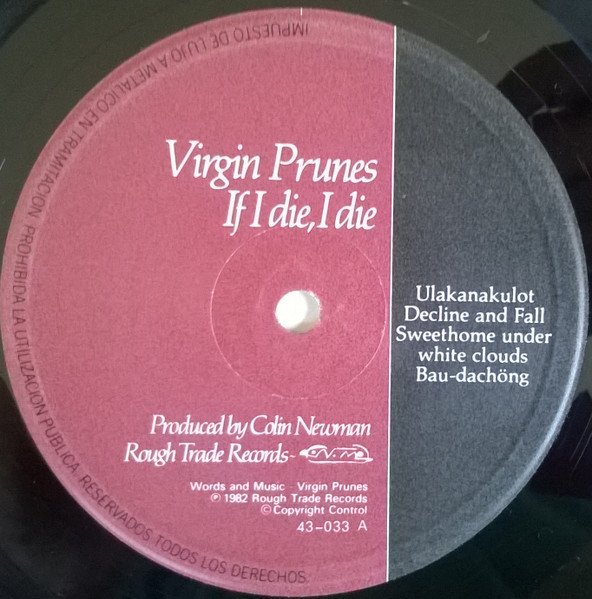 IMPUESTO DE LUJO A METALICO EN TRAMITACION PROHIBIDA LA UTILIZACION PUBLICA. RESERVADOS TODOS LOS DERECHOS
Virgin Prunes
If I die, I die
Ulakanakulot
Decline and Fall
Sweethome under
white clouds
Bau-dachöng
Produced by Colin Newman
Rough Trade Records-
Words and Music - Virgin Prunes
℗ 1982 Rough Trade Records
© Copyright Control
43-033 A